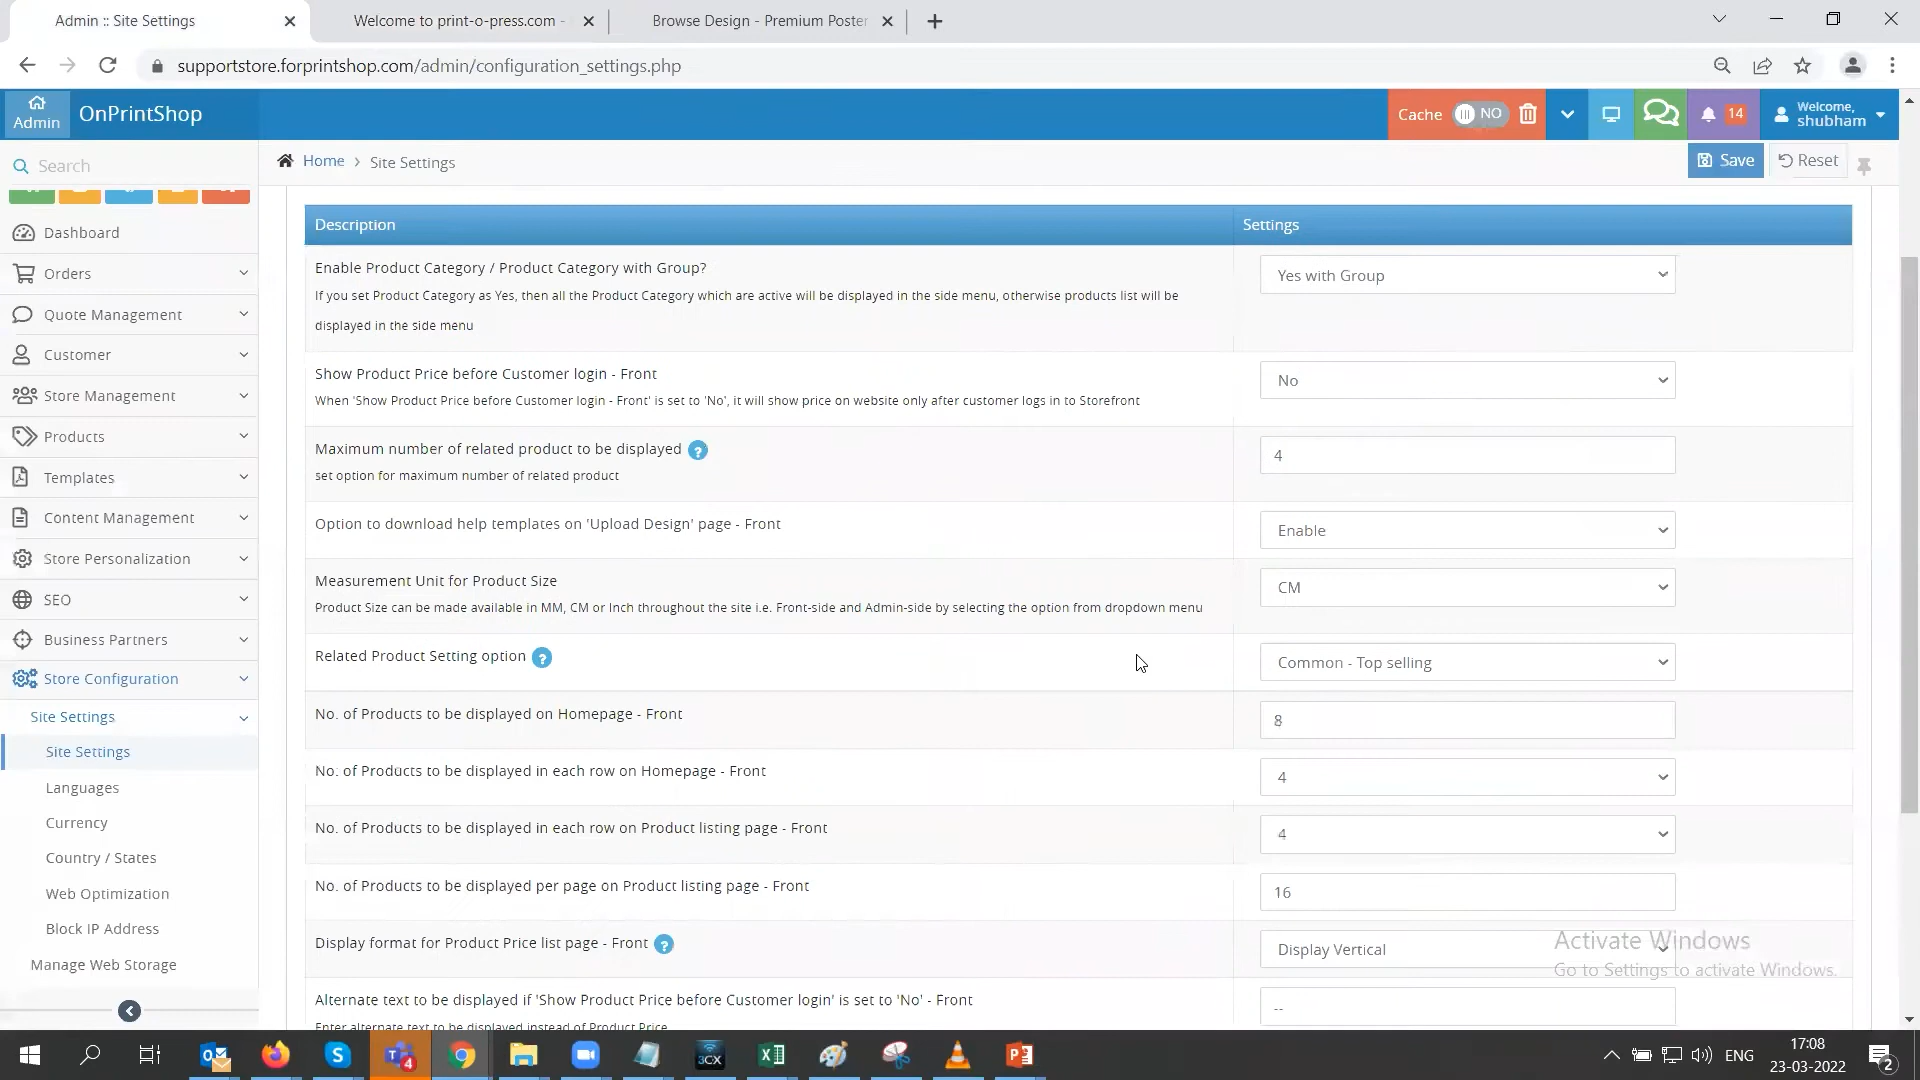 Admin :: Site Settings
Welcome to print-o-press.com -
Browse Design - Premium Poster
supportstore.forprintshop.com/admin/configuration_settings.php
Admin
OnPrintShop
Cache
NO
14
Welcome,
shubham
Search
Home
Site Settings
Save
Reset
Dashboard
Orders
Quote Management
Customer
Store Management
Products
Templates
Content Management
Store Personalization
SEO
Business Partners
Store Configuration
Site Settings
Site Settings
Languages
Currency
Country / States
Web Optimization
Block IP Address
Manage Web Storage
Description
Settings
Enable Product Category / Product Category with Group?
If you set Product Category as Yes, then all the Product Category which are active will be displayed in the side menu, otherwise products list will be
displayed in the side menu
Yes with Group
Show Product Price before Customer login - Front
When 'Show Product Price before Customer login - Front' is set to 'No', it will show price on website only after customer logs in to Storefront
No
Maximum number of related product to be displayed ?
set option for maximum number of related product
4
Option to download help templates on 'Upload Design' page - Front
Enable
Measurement Unit for Product Size
Product Size can be made available in MM, CM or Inch throughout the site i.e. Front-side and Admin-side by selecting the option from dropdown menu
CM
Related Product Setting option ?
Common - Top selling
No. of Products to be displayed on Homepage - Front
8
No. of Products to be displayed in each row on Homepage - Front
4
No. of Products to be displayed in each row on Product listing page - Front
4
No. of Products to be displayed per page on Product listing page - Front
16
Display format for Product Price list page - Front ?
Display Vertical
Alternate text to be displayed if 'Show Product Price before Customer login' is set to 'No' - Front
Enter alternate text to be displayed instead of Product Price
--
Activate Windows
Go to Settings to activate Windows.
4
3CX
ENG
17:08
23-03-2022
2